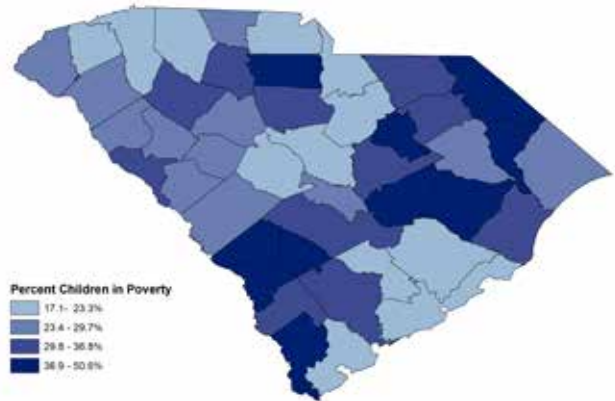 Percent Children in Poverty
17.1- 23.3%
23.4 - 29.7%
29.8 - 36.8%
36.9 - 50.6%